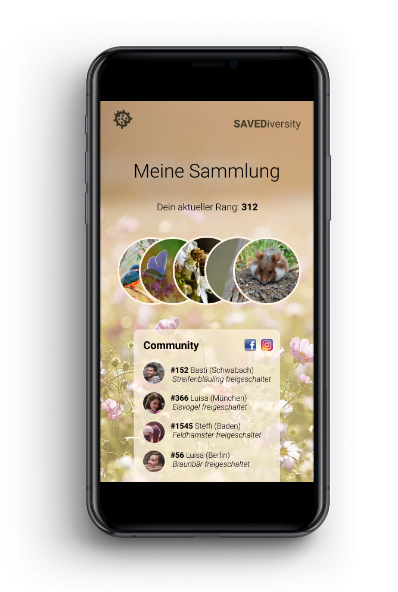 SAVEDiversity
Meine Sammlung
Dein aktueller Rang: 312
Community
#152 Basti (Schwabach)
Streifenbläuling freigeschaltet
#366 Luisa (München)
Eisvogel freigeschaltet
#1545 Steffi (Baden)
Feldhamster freigeschaltet
#56 Luisa (Berlin)
Braunbär freigeschaltet